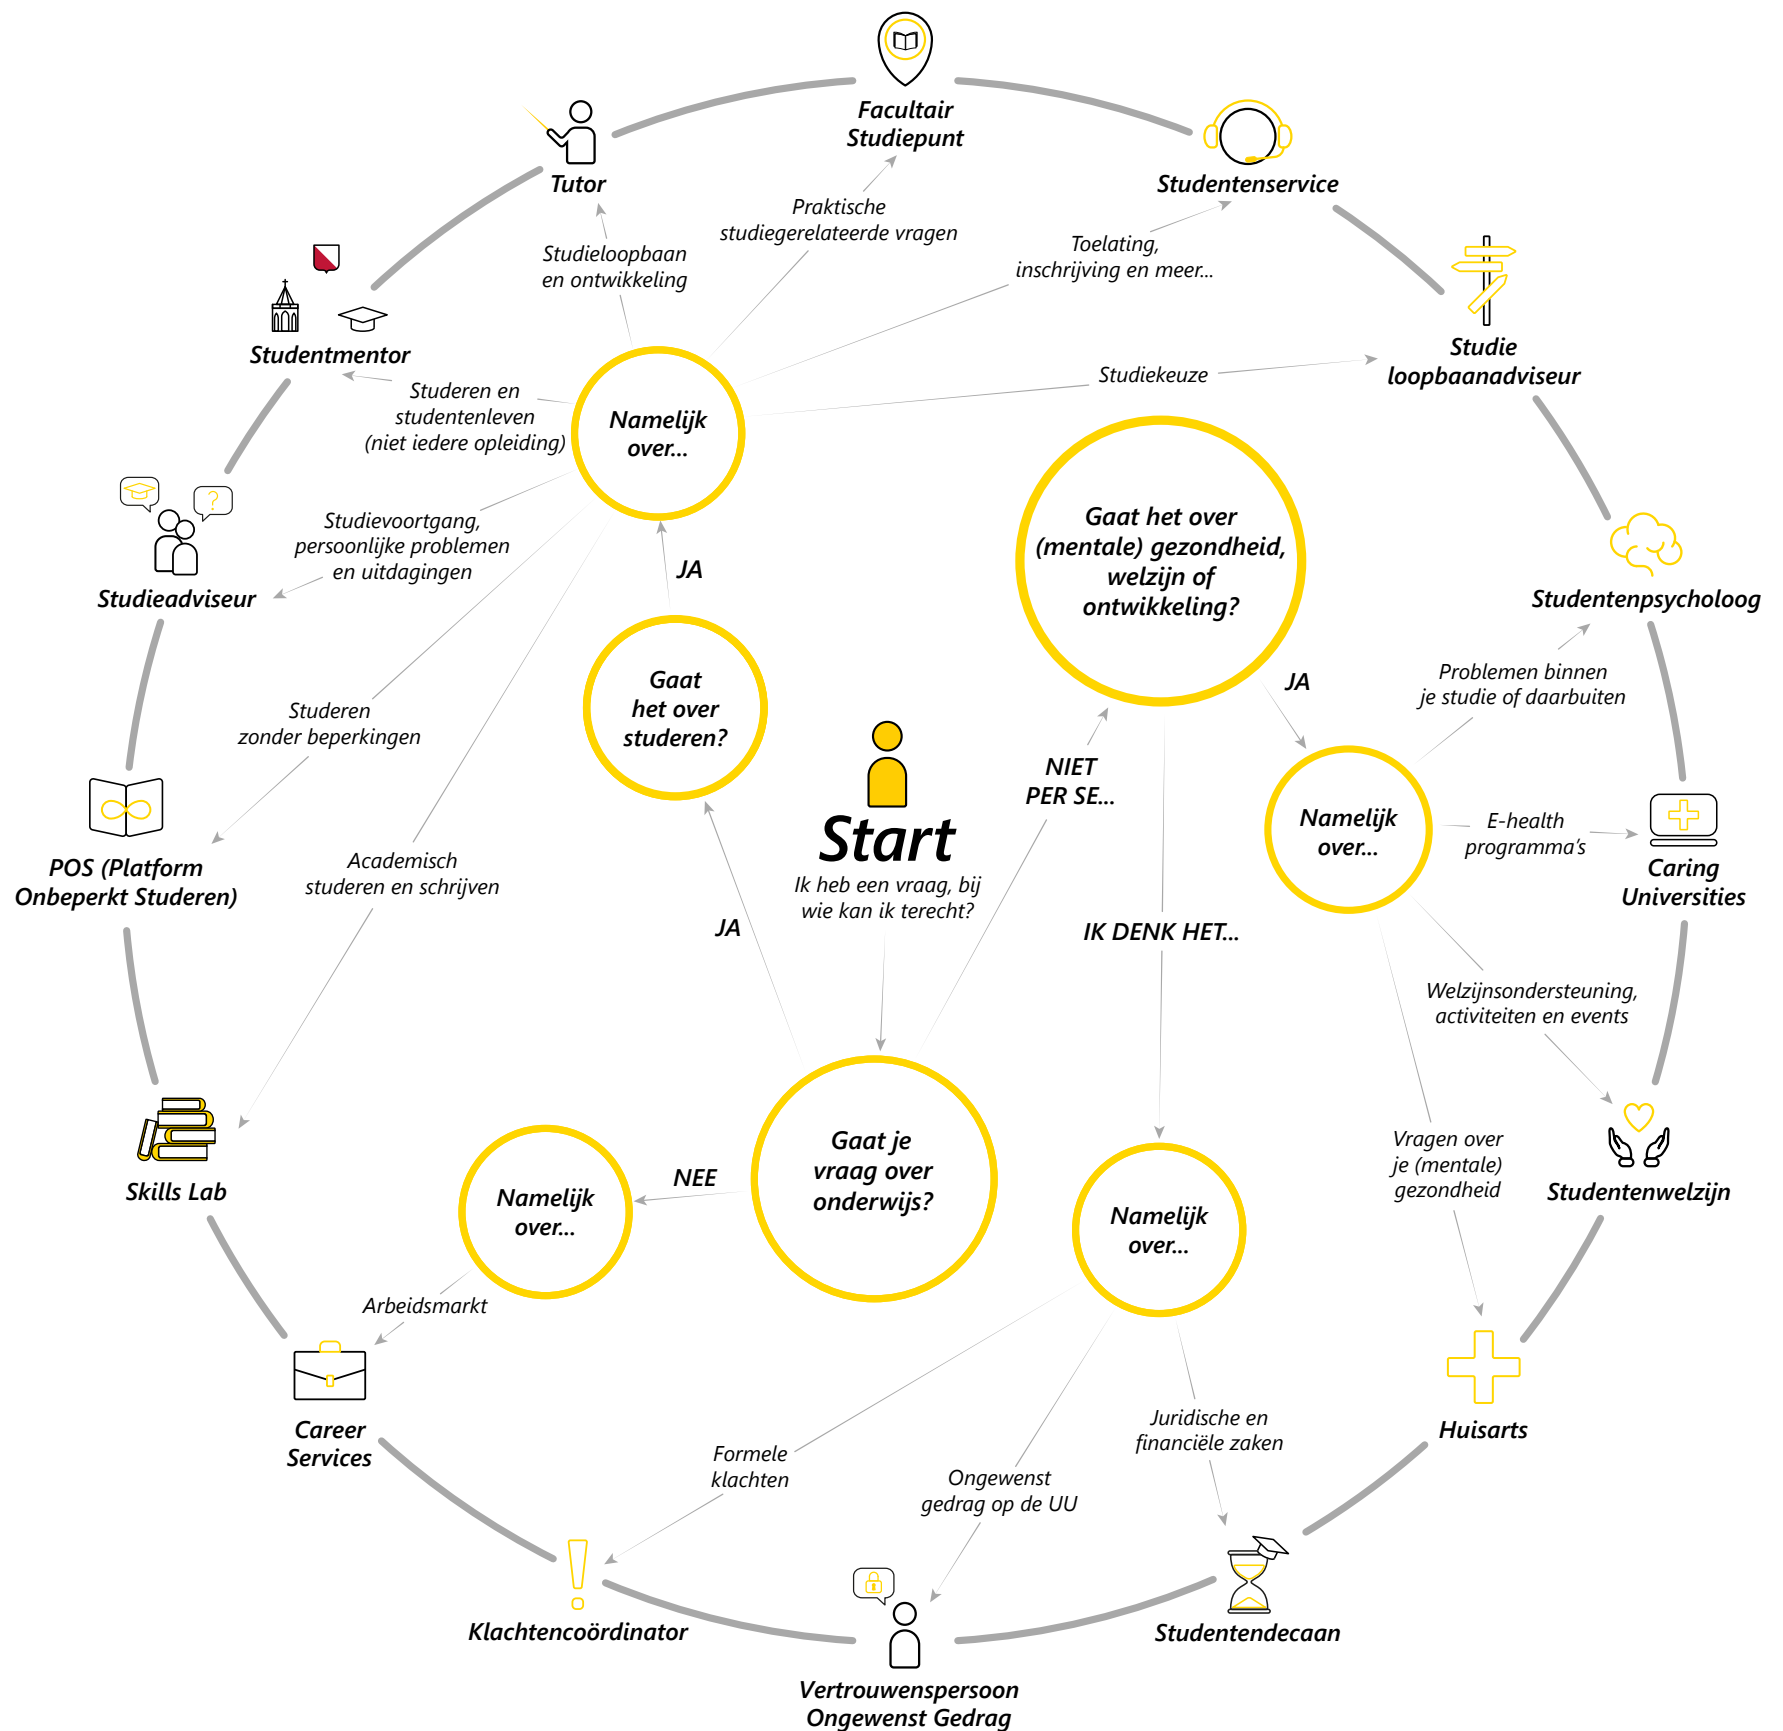 Facultair
Studiepunt
Tutor
Studentenservice
Praktische
studiegerelateerde vragen
Studieloopbaan
en ontwikkeling
Toelating,
inschrijving en meer...
Studentmentor
Studie
loopbaanadviseur
Studiekeuze
Studeren en
studentenleven
(niet iedere opleiding)
Namelijk
over...
Gaat het over
(mentale) gezondheid,
welzijn of
ontwikkeling?
?
Studievoortgang,
persoonlijke problemen
en uitdagingen
Studieadviseur
JA
Studentenpsycholoog
Gaat
het over
studeren?
JA
Problemen binnen
je studie of daarbuiten
Studeren
zonder beperkingen
NIET
PER SE...
Start
Ik heb een vraag, bij
wie kan ik terecht?
Namelijk
over...
E-health
programma's
Caring
Universities
POS (Platform
Onbeperkt Studeren)
Academisch
studeren en schrijven
JA
IK DENK HET...
Welzijnsondersteuning,
activiteiten en events
Gaat je
vraag over
onderwijs?
NEE
Namelijk
over...
Namelijk
over...
Vragen over
je (mentale)
gezondheid
Studentenwelzijn
Skills Lab
Arbeidsmarkt
Career
Services
Juridische en
financiële zaken
Huisarts
Formele
klachten
Ongewenst
gedrag op de UU
Klachtencoördinator
Studentendecaan
Vertrouwenspersoon
Ongewenst Gedrag